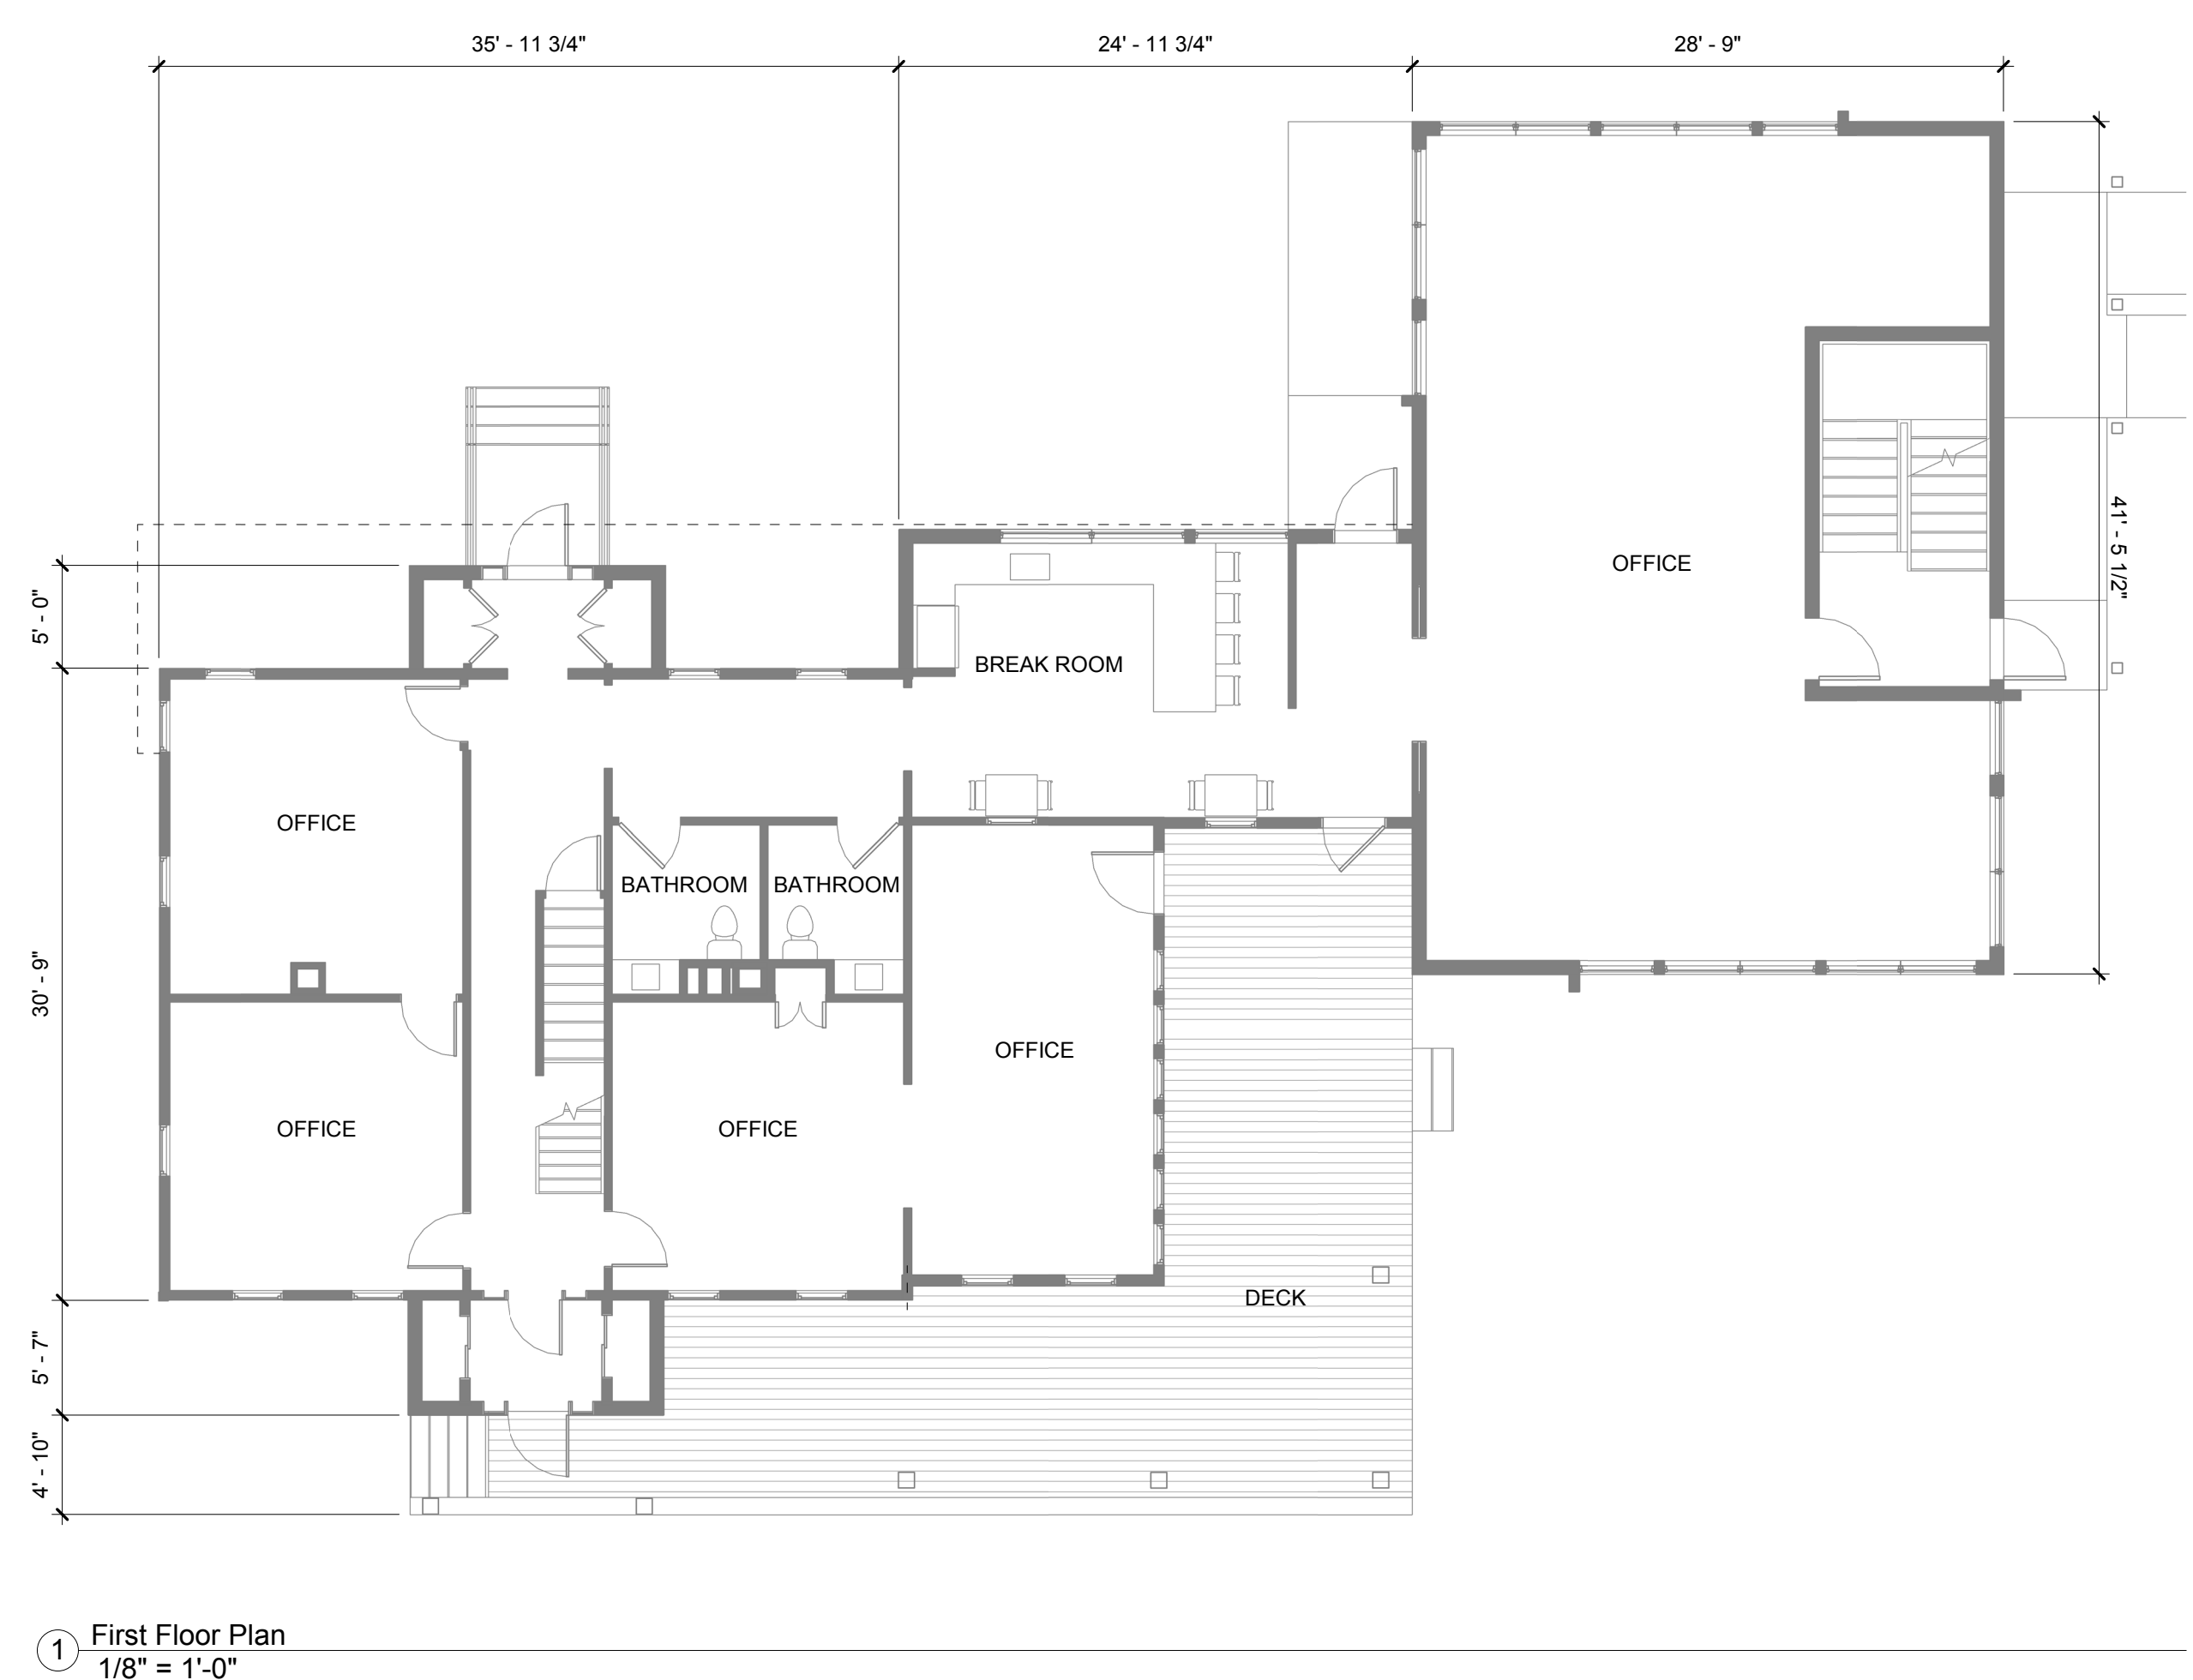 35' - 11 3/4"
24' - 11 3/4"
28' - 9"
41' - 5 1/2"
5' - 0"
OFFICE
BREAK ROOM
OFFICE
BATHROOM
BATHROOM
30' - 9"
OFFICE
OFFICE
OFFICE
DECK
5' - 7"
4' - 10"
1
First Floor Plan
1/8" = 1'-0"